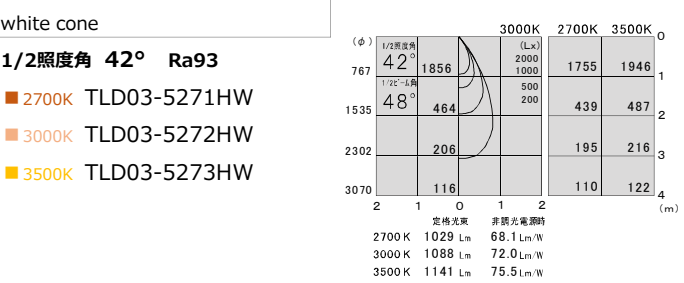 white cone
1/2照度角 42° Ra93
2700K TLD03-5271HW
3000K TLD03-5272HW
3500K TLD03-5273HW
3000K 2700K 3500K
(φ) 1/2照度角 (Lx) 0
42° 2000
767 1856 1000 1755 1946 1
1/2ビーム角 500
48° 200
1535 464 439 487 2
2302 206 195 216 3
3070 116 110 122 4
2 1 0 1 2 (m)
定格光束 非調光電源時
2700K 1029 Lm 68.1 Lm/W
3000K 1088 Lm 72.0 Lm/W
3500K 1141 Lm 75.5 Lm/W